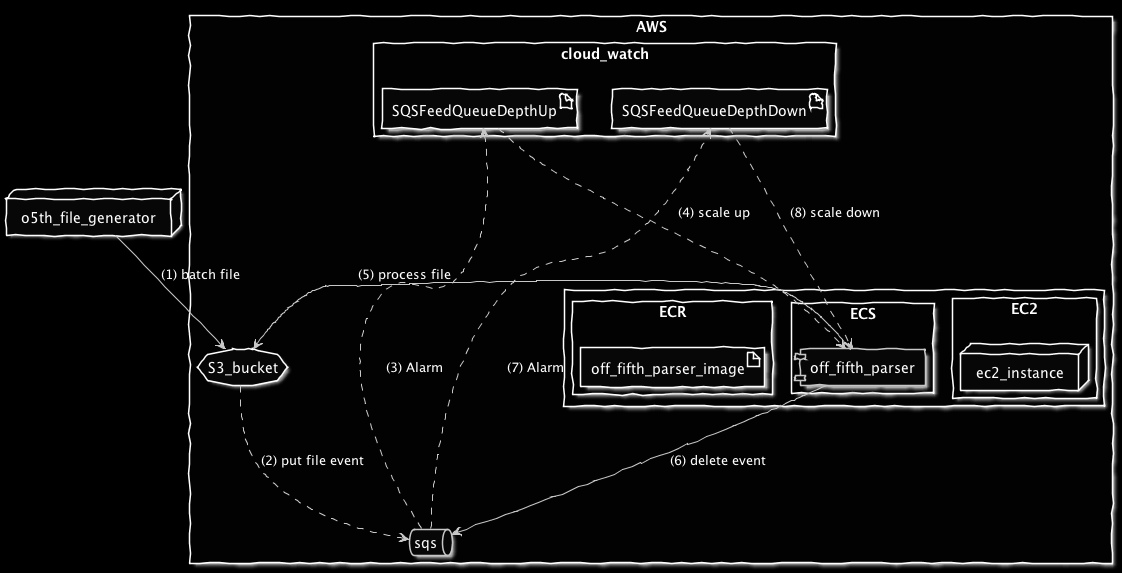 AWS
cloud_watch
SQSFeedQueueDepthUp
SQSFeedQueueDepthDown
o5th_file_generator
(4) scale up
(8) scale down
(1) batch file
(5) process file
ECR
ECS
EC2
S3_bucket
(3) Alarm
(7) Alarm
off_fifth_parser_image
off_fifth_parser
ec2_instance
(2) put file event
(6) delete event
sqs